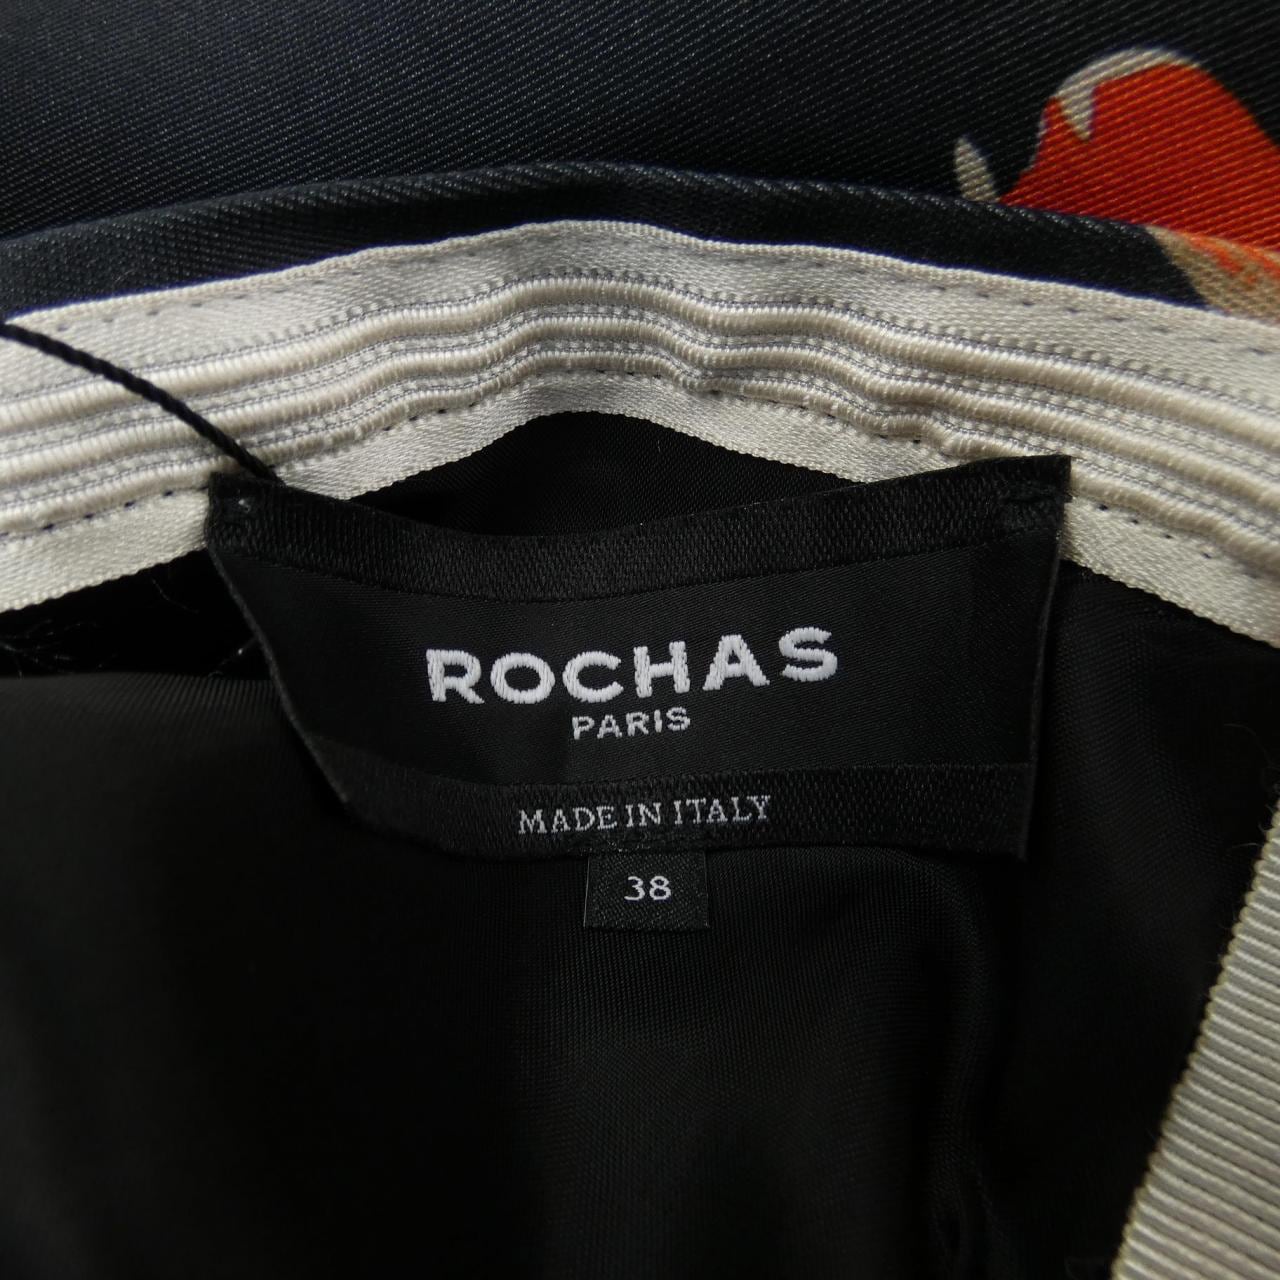 ROCHAS
PARIS
MADE IN ITALY
38